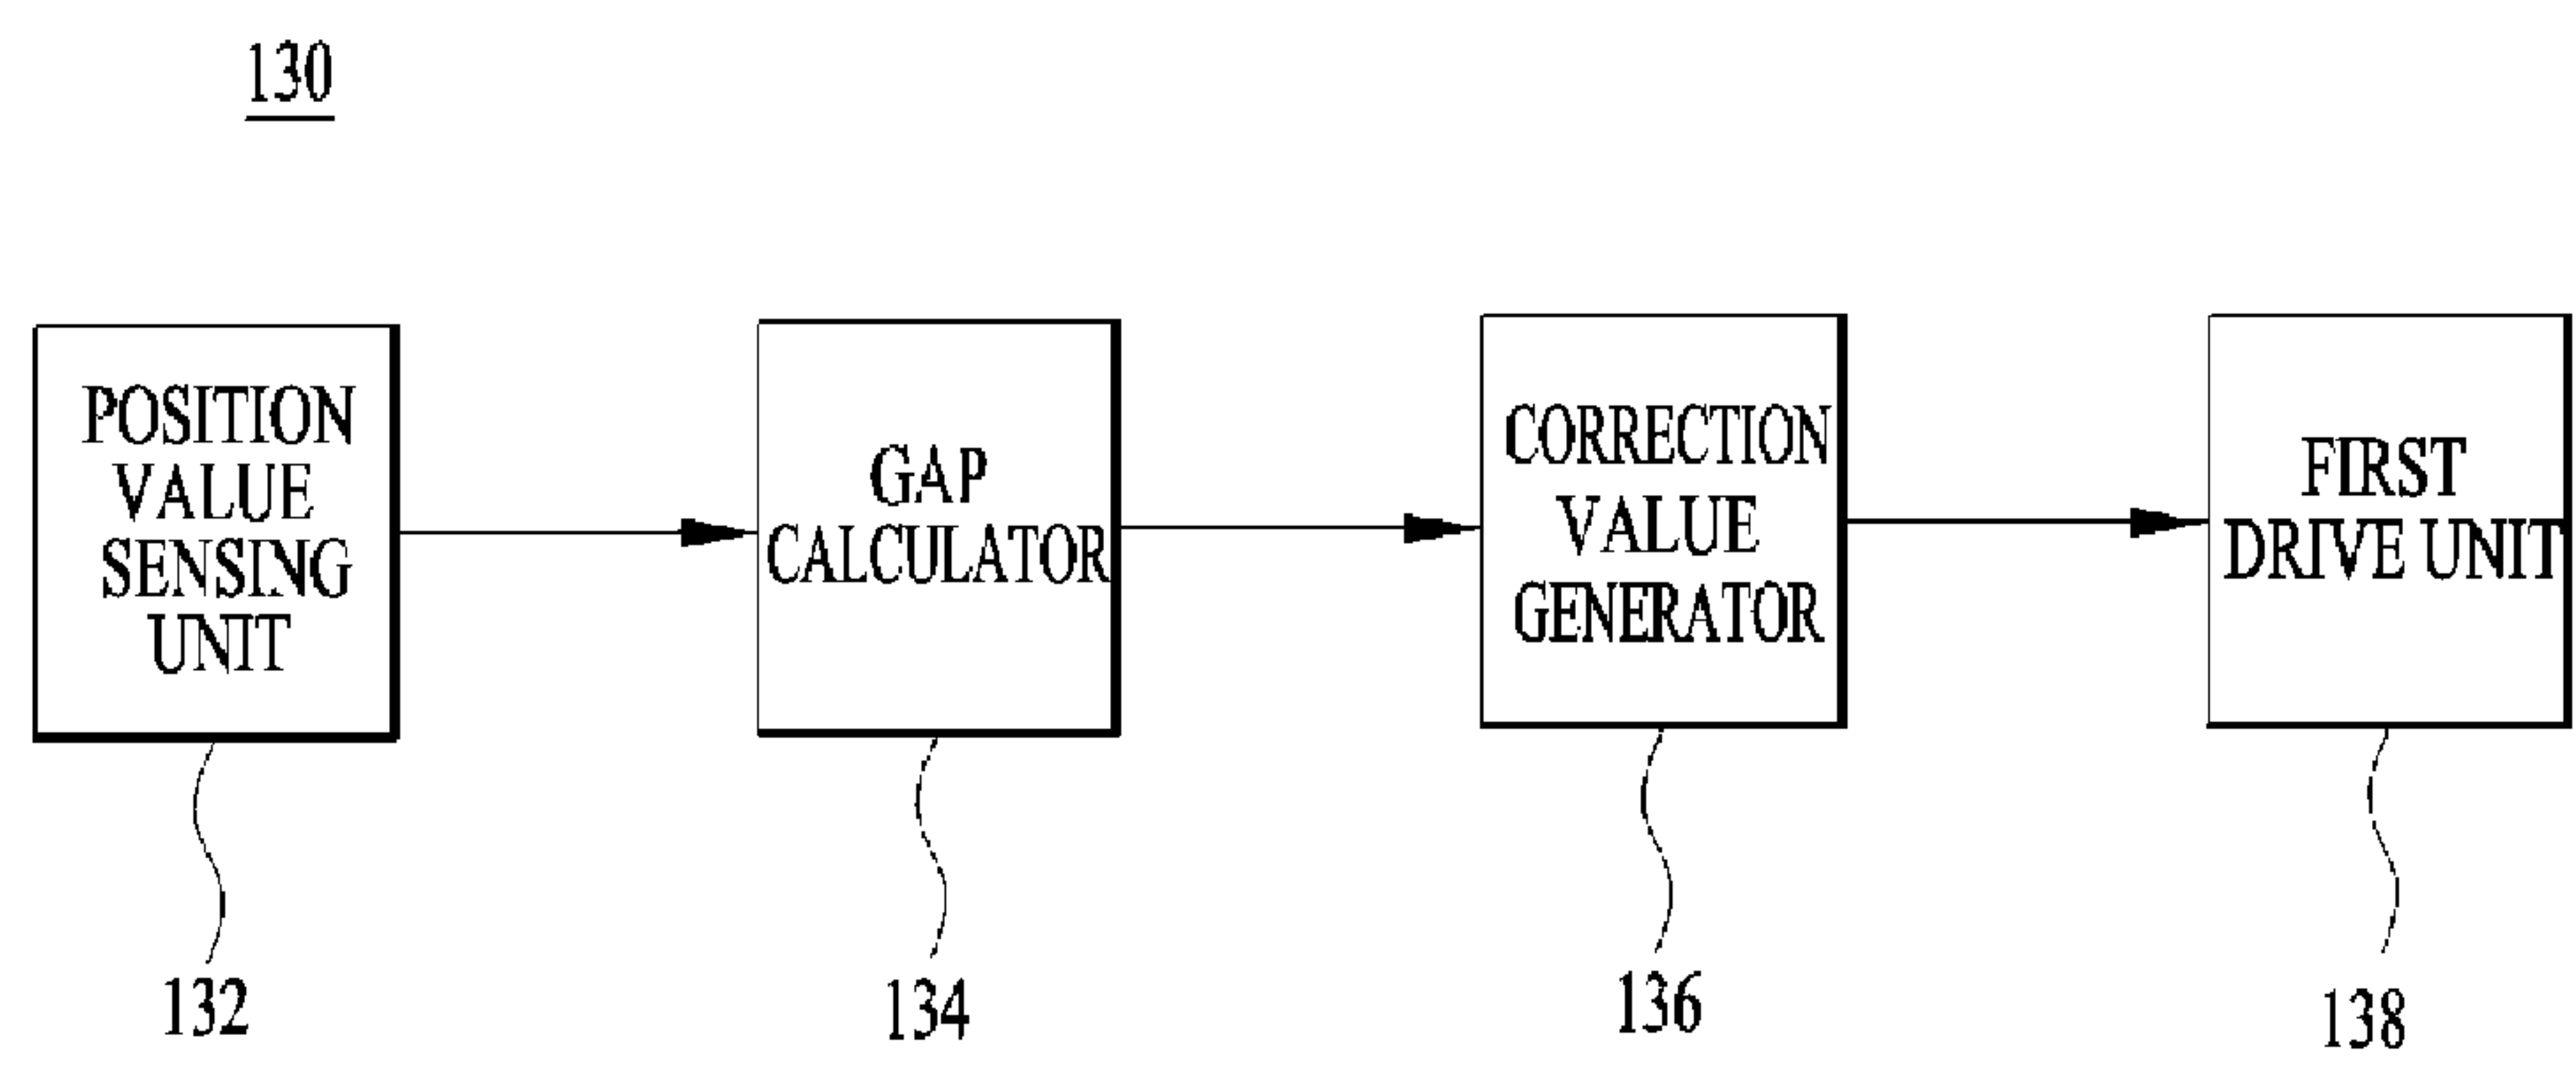 130
POSITION
VALUE
SENSING
UNIT
GAP
CALCULATOR
CORRECTION
VALUE
GENERATOR
FIRST
DRIVE UNIT
132
134
136
138